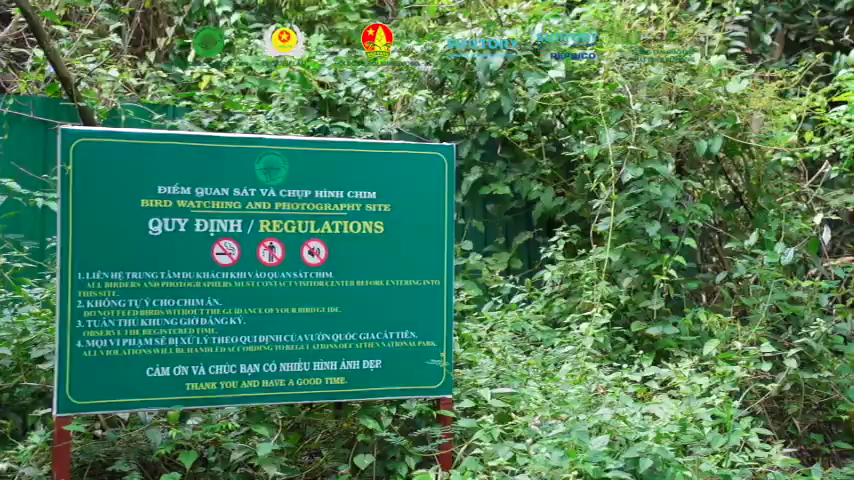 SUNTORY
SUNTORY
PEPSICO
ĐIỂM QUAN SÁT VÀ CHỤP HÌNH CHIM
BIRD WATCHING AND PHOTOGRAPHY SITE
QUY ĐỊNH / REGULATIONS
1. LIÊN HỆ TRUNG TÂM DU KHÁCH KHI VÀO QUAN SÁT CHIM.
ALL BIRDERS AND PHOTOGRAPHERS MUST CONTACT VISITOR CENTER BEFORE ENTERING INTO
THIS SITE.
2. KHÔNG TỰ Ý CHO CHIM ĂN.
DO NOT FEED BIRDS WITHOUT THE GUIDANCE OF YOUR BIRD GUIDE.
3. TUÂN THỦ KHUNG GIỜ ĐĂNG KÝ.
OBSERVE THE REGISTERED TIME.
4. MỌI VI PHẠM SẼ BỊ XỬ LÝ THEO QUI ĐỊNH CỦA VƯỜN QUỐC GIA CÁT TIÊN.
ALL VIOLATIONS WILL BE HANDLED ACCORDING TO REGULATIONS OF CAT TIEN NATIONAL PARK.
CẢM ƠN VÀ CHÚC BẠN CÓ NHIỀU HÌNH ẢNH ĐẸP.
THANK YOU AND HAVE A GOOD TIME.